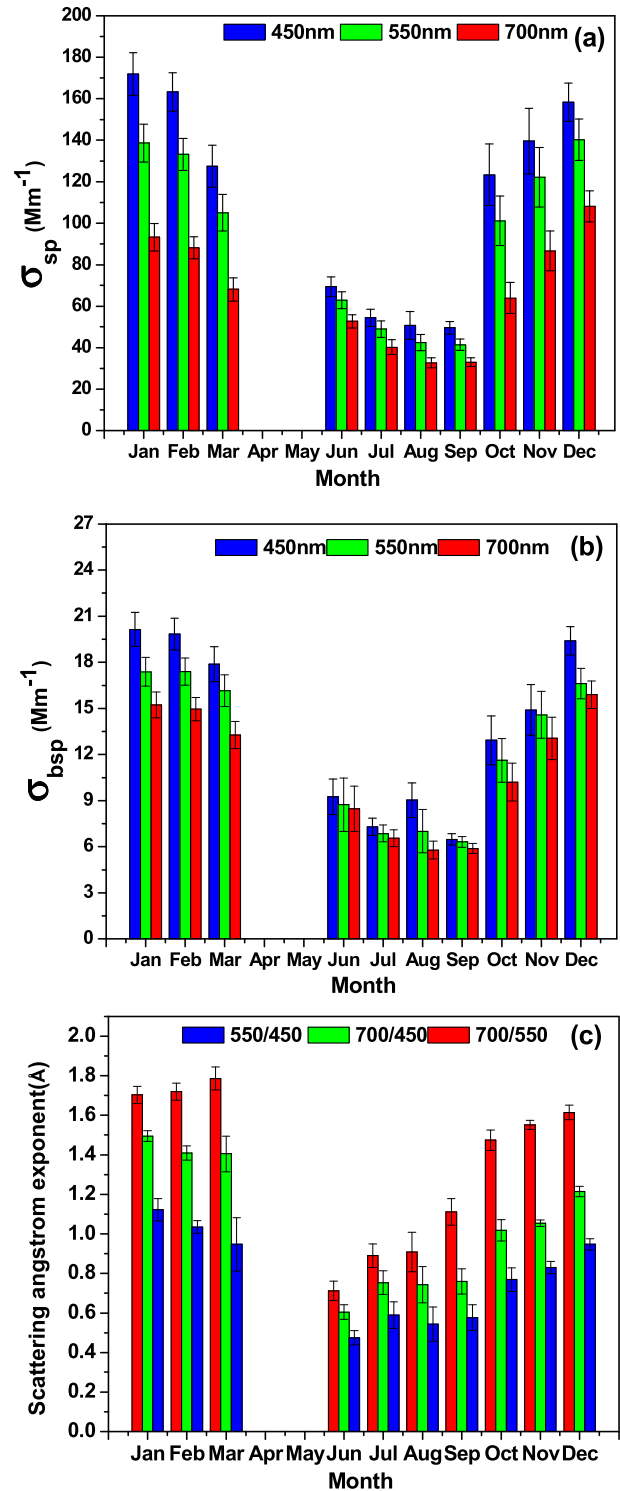 200
180
160
140
120
100
80
60
40
20
0
450nm 550nm 700nm (a)
σsp (Mm-1)
Jan Feb Mar Apr May Jun Jul Aug Sep Oct Nov Dec
Month
27
24
21
18
15
12
9
6
3
0
450nm 550nm 700nm (b)
σbsp (Mm-1)
Jan Feb Mar Apr May Jun Jul Aug Sep Oct Nov Dec
Month
2.0
1.8
1.6
1.4
1.2
1.0
0.8
0.6
0.4
0.2
0.0
550/450 700/450 700/550 (c)
Scattering angstrom exponent(Å)
Jan Feb Mar Apr May Jun Jul Aug Sep Oct Nov Dec
Month